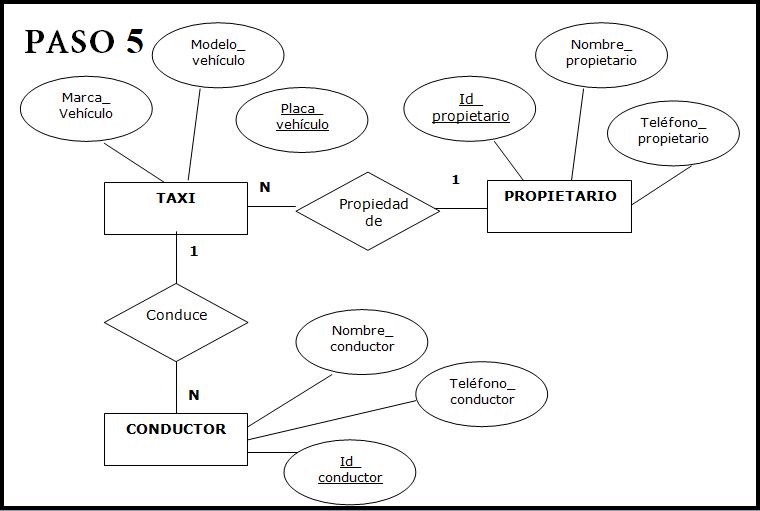 PASO 5
Modelo_
vehículo
Nombre_
propietario
Marca_
Vehículo
Placa_
vehículo
Id_
propietario
Teléfono_
propietario
TAXI
N
Propiedad
de
1
PROPIETARIO
1
Conduce
Nombre_
conductor
Teléfono_
conductor
N
CONDUCTOR
Id_
conductor